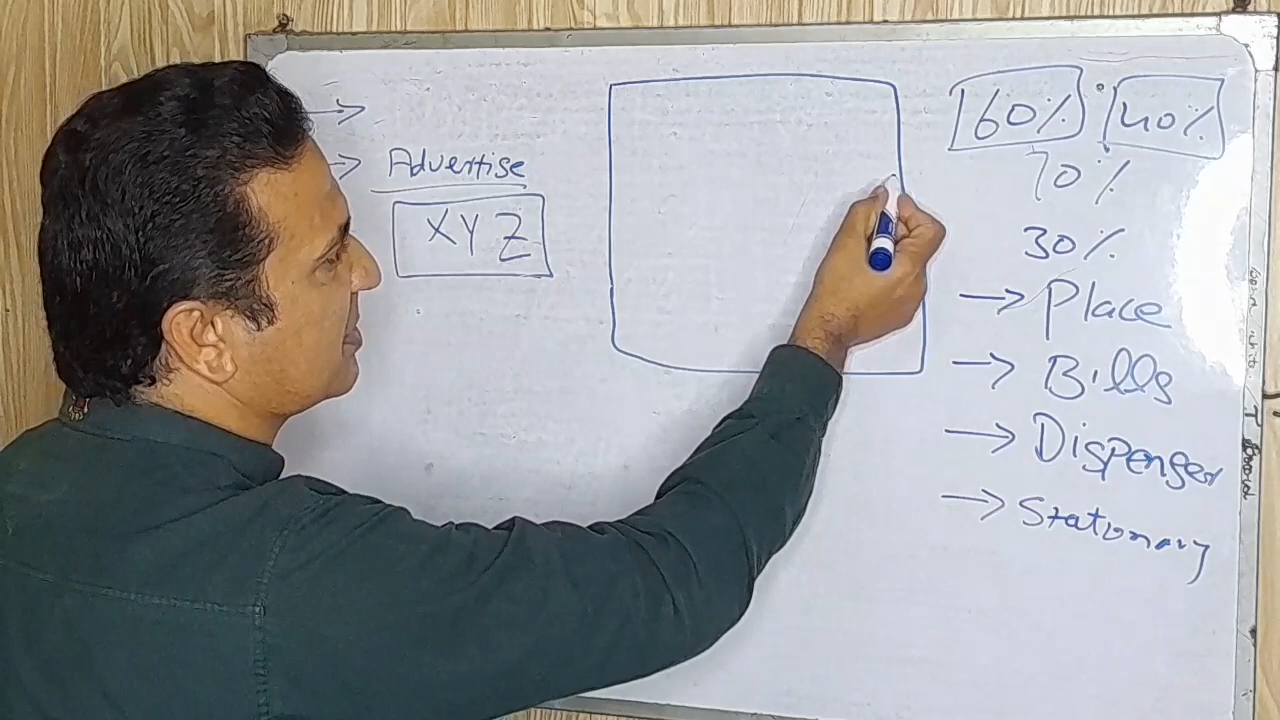 Advertise
XYZ
60% 40%
70%
30%
→ Place
→ Bills
→ Dispenser
→ Stationary